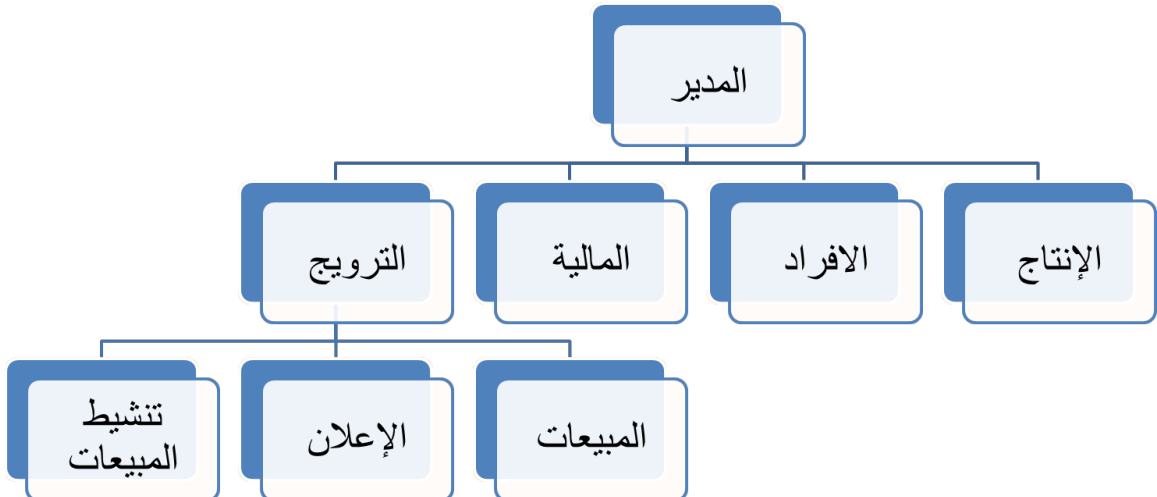 المدير
الإنتاج
الافراد
المالية
الترويج
المبيعات
الإعلان
تنشيط
المبيعات